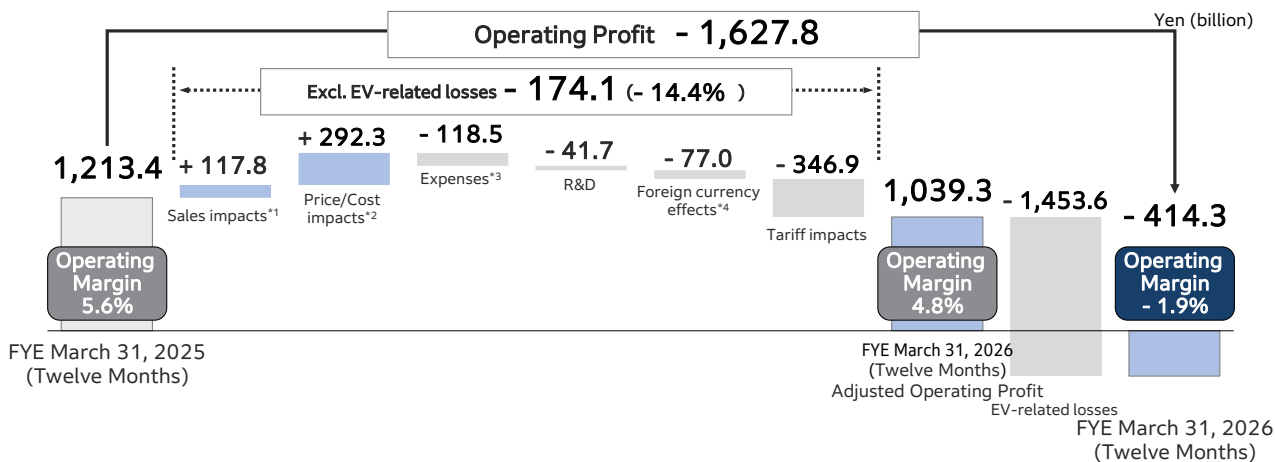 Yen (billion)
Operating Profit - 1,627.8
Excl. EV-related losses - 174.1 (- 14.4% )
1,213.4
Operating
Margin
5.6%
FYE March 31, 2025
(Twelve Months)
+ 117.8
Sales impacts*1
+ 292.3
Price/Cost
impacts*2
- 118.5
Expenses*3
- 41.7
R&D
- 77.0
Foreign currency
effects*4
- 346.9
Tariff impacts
1,039.3
Operating
Margin
4.8%
FYE March 31, 2026
(Twelve Months)
Adjusted Operating Profit
- 1,453.6
EV-related losses
- 414.3
Operating
Margin
- 1.9%
FYE March 31, 2026
(Twelve Months)